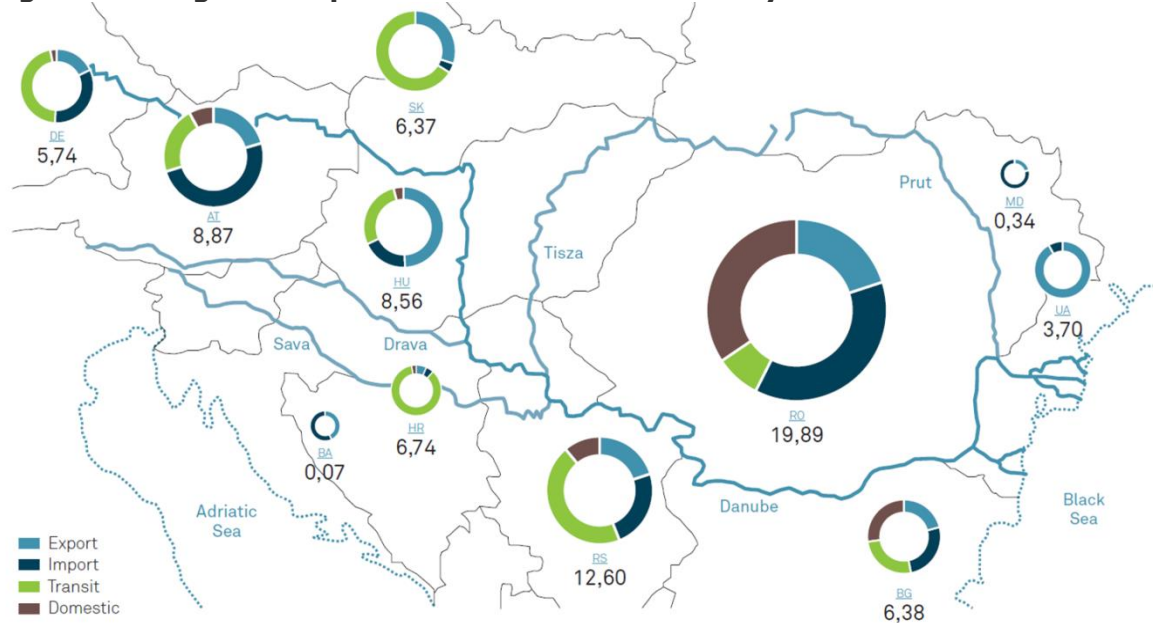 SK
6,37
DE
5,74
AT
8,87
Prut
MD
0,34
Tisza
HU
8,56
UA
3,70
Sava
Drava
HR
6,74
RO
19,89
BA
0,07
Adriatic
Sea
Danube
Black
Sea
RS
12,60
BG
6,38
Export
Import
Transit
Domestic